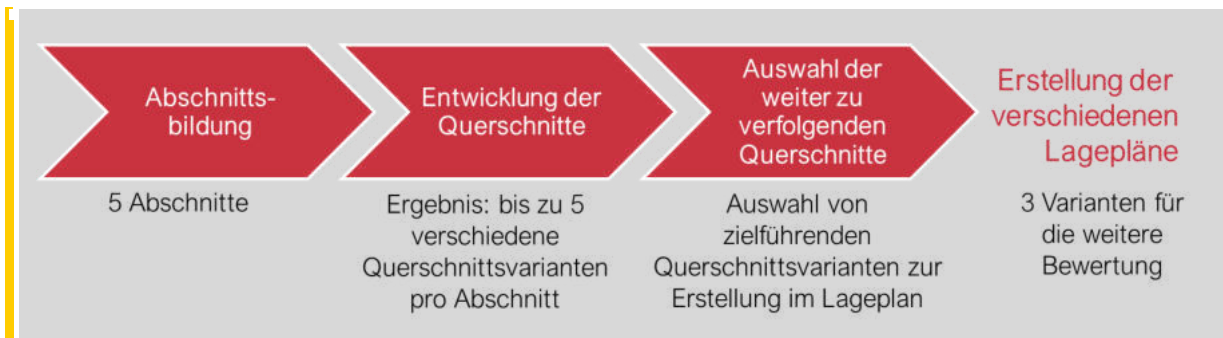 Abschnitts-
bildung
5 Abschnitte
Entwicklung der
Querschnitte
Ergebnis: bis zu 5
verschiedene
Querschnittsvarianten
pro Abschnitt
Auswahl der
weiter zu
verfolgenden
Querschnitte
Auswahl von
zielführenden
Querschnittsvarianten zur
Erstellung im Lageplan
Erstellung der
verschiedenen
Lagepläne
3 Varianten für
die weitere
Bewertung